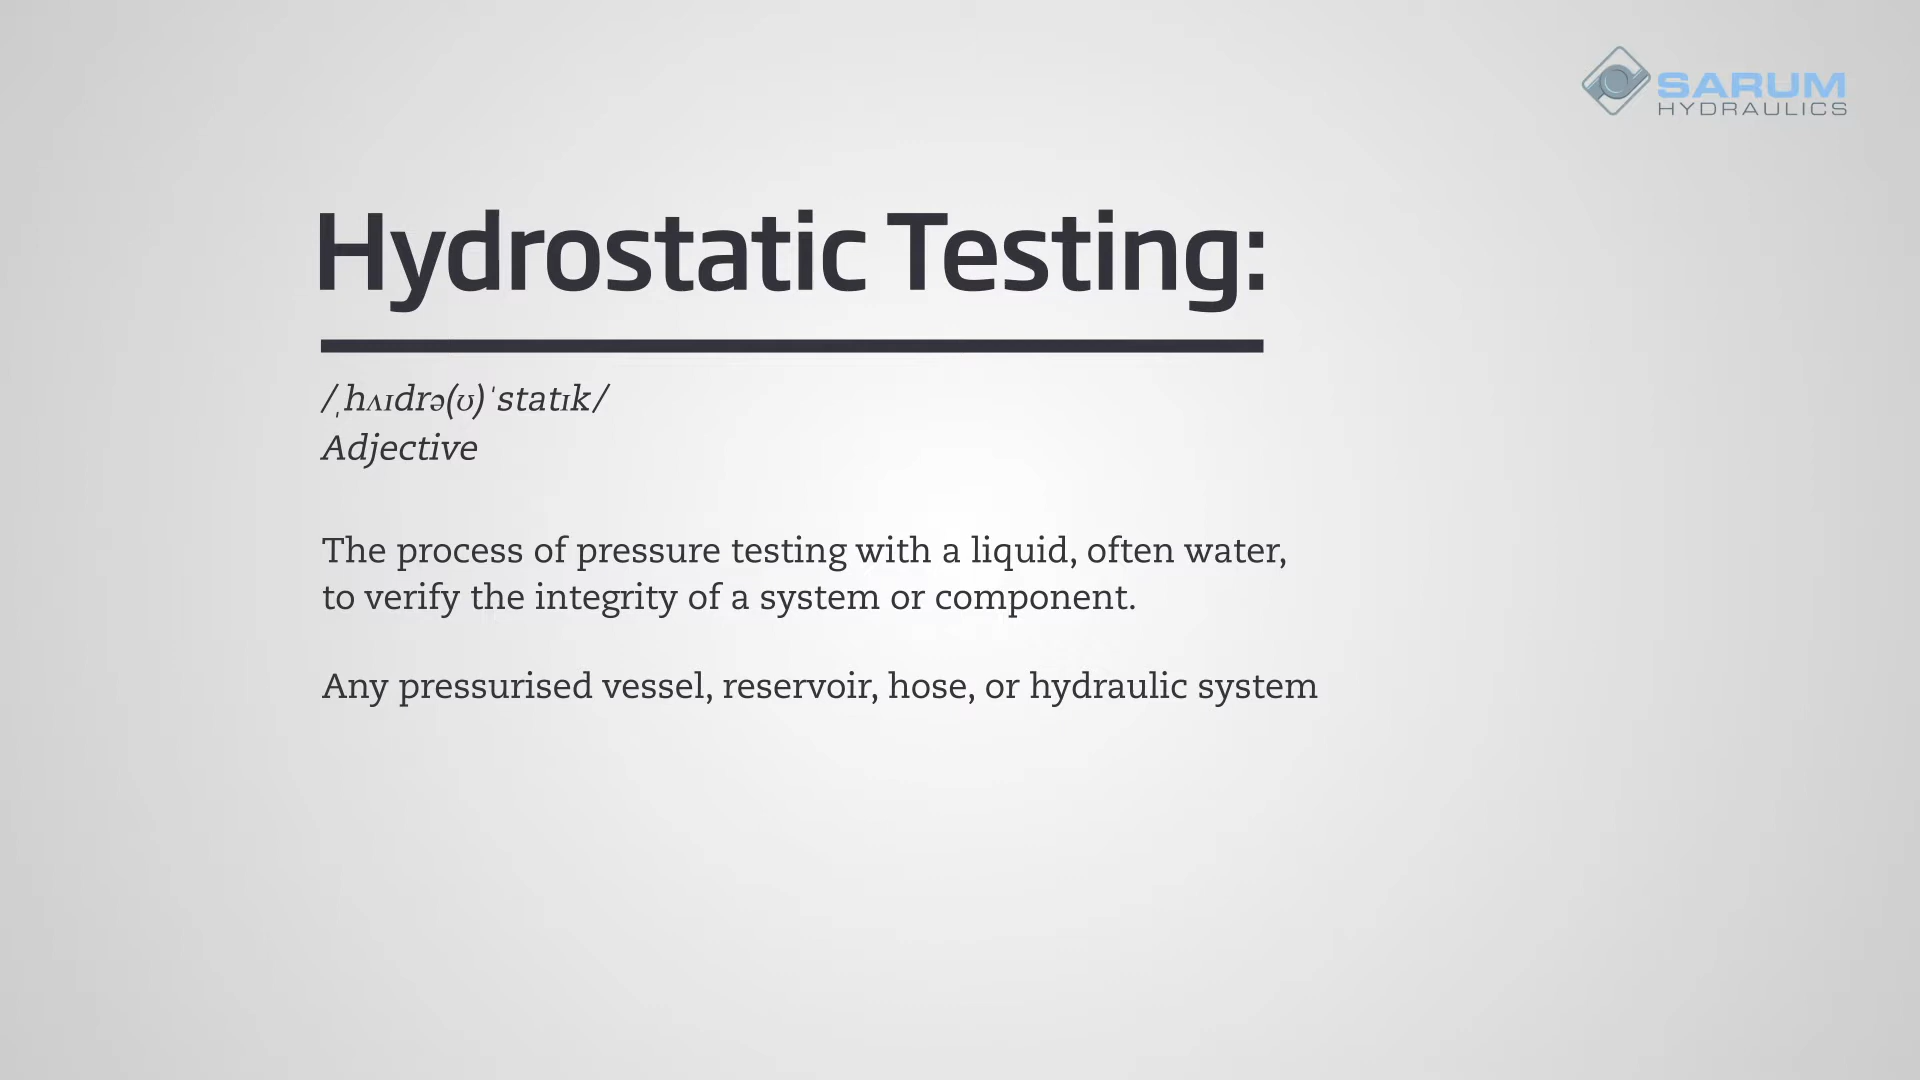 SARUM
HYDRAULICS
Hydrostatic Testing:
/ˌhʌɪdrə(ʊ)ˈstatɪk/
Adjective
The process of pressure testing with a liquid, often water,
to verify the integrity of a system or component.
Any pressurised vessel, reservoir, hose, or hydraulic system